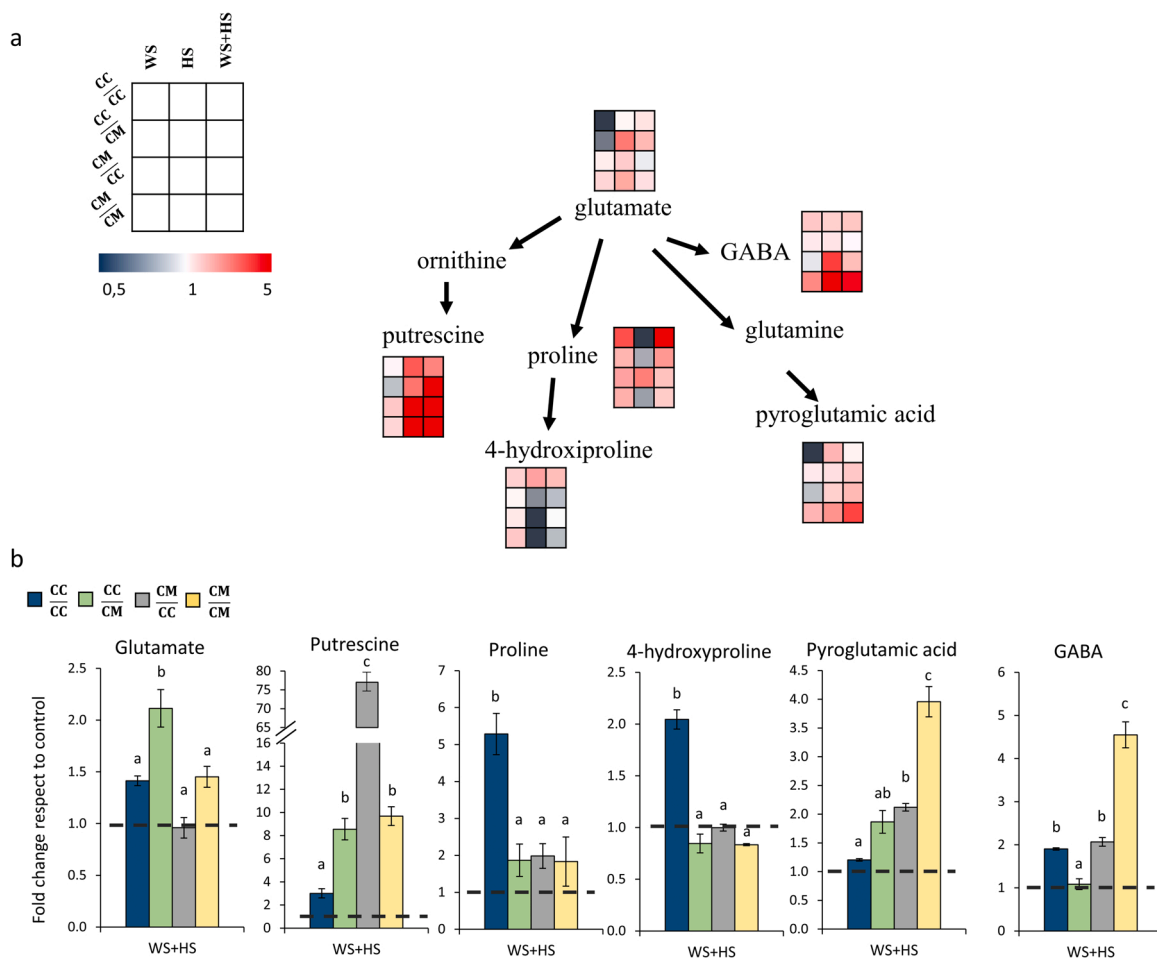 a
WS
HS
WS+HS
CC
CC
CC
CM
CM
CC
CM
CM
0,5 1 5
glutamate
ornithine
GABA
putrescine
proline
glutamine
4-hydroxiproline
pyroglutamic acid
b
CC
CC
CC
CM
CM
CC
CM
CM
Fold change respect to control
Glutamate
2.5
2.0
1.5
1.0
0.5
0.0
a
b
a
a
WS+HS
Putrescine
80
75
70
65
16
14
12
10
8
6
4
2
0
a
b
c
b
WS+HS
Proline
7
6
5
4
3
2
1
0
b
a
a
a
WS+HS
4-hydroxyproline
2.5
2.0
1.5
1.0
0.5
0.0
b
a
a
a
WS+HS
Pyroglutamic acid
4.5
4.0
3.5
3.0
2.5
2.0
1.5
1.0
0.5
0.0
a
ab
b
c
WS+HS
GABA
6
5
4
3
2
1
0
b
a
b
c
WS+HS